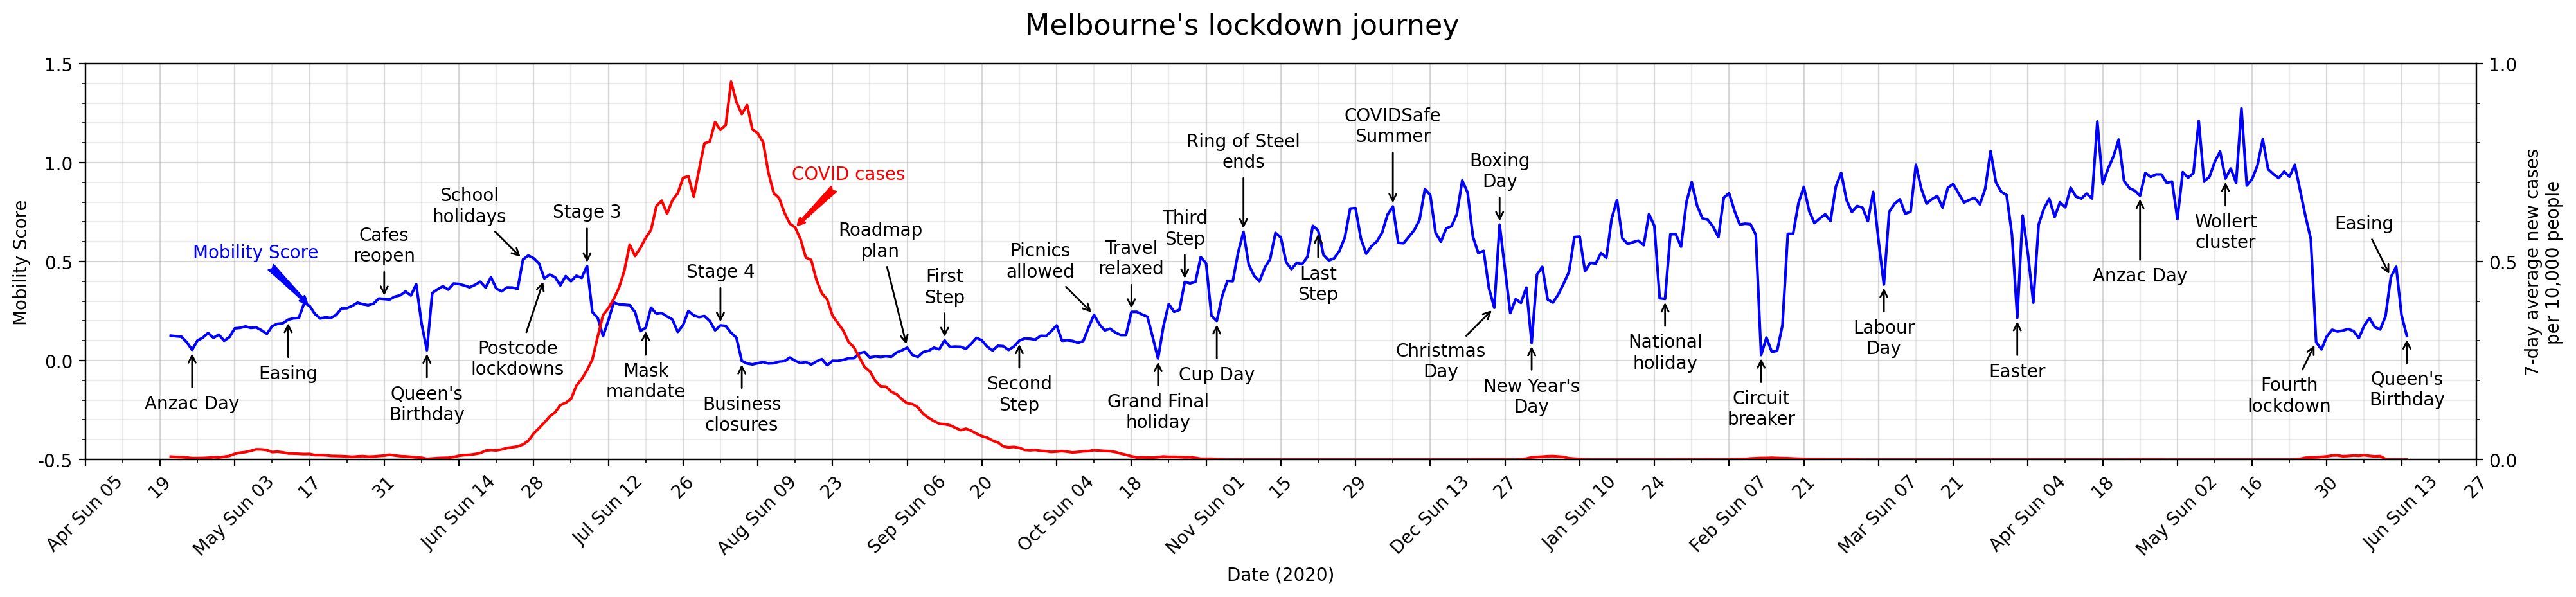 Melbourne's lockdown journey
1.5
1.0
0.5
0.0
-0.5
Mobility Score
1.0
0.5
0.0
7-day average new cases
per 10,000 people
Mobility Score
COVID cases
Anzac Day
Easing
Cafes
reopen
Queen's
Birthday
School
holidays
Postcode
lockdowns
Stage 3
Mask
mandate
Stage 4
Business
closures
Roadmap
plan
First
Step
Second
Step
Picnics
allowed
Travel
relaxed
Grand Final
holiday
Third
Step
Cup Day
Ring of Steel
ends
Last
Step
COVIDSafe
Summer
Christmas
Day
Boxing
Day
New Year's
Day
National
holiday
Circuit
breaker
Labour
Day
Easter
Anzac Day
Wollert
cluster
Fourth
lockdown
Easing
Queen's
Birthday
Apr Sun 05
19
May Sun 03
17
31
Jun Sun 14
28
Jul Sun 12
26
Aug Sun 09
23
Sep Sun 06
20
Oct Sun 04
18
Nov Sun 01
15
29
Dec Sun 13
27
Jan Sun 10
24
Feb Sun 07
21
Mar Sun 07
21
Apr Sun 04
18
May Sun 02
16
30
Jun Sun 13
27
Date (2020)